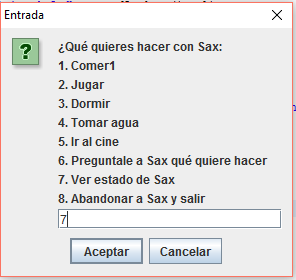 Entrada
¿Qué quieres hacer con Sax:
1. Comer1
2. Jugar
3. Dormir
4. Tomar agua
5. Ir al cine
6. Preguntale a Sax qué quiere hacer
7. Ver estado de Sax
8. Abandonar a Sax y salir
7
Aceptar
Cancelar